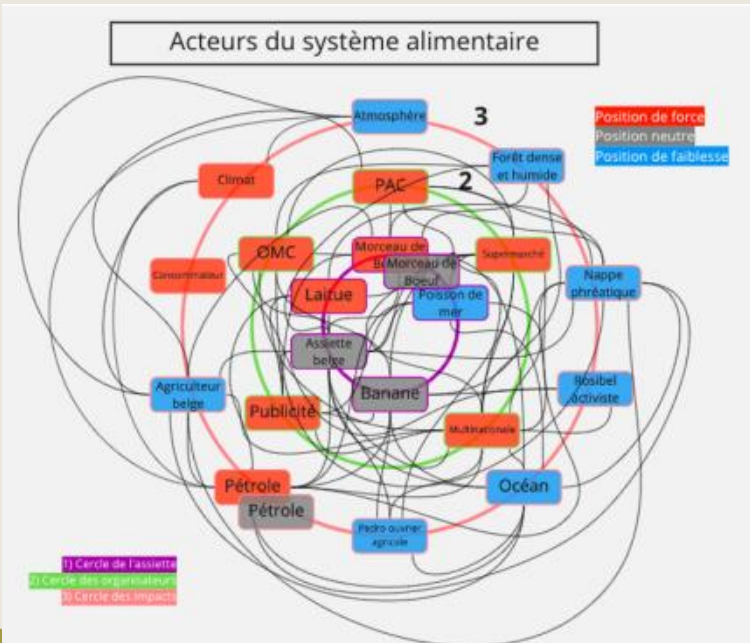 Acteurs du système alimentaire
Atmosphère
3
Position de force
Position neutre
Position de faiblesse
Forêt dense
et humide
Climat
PAC
2
OMC
Morceau de
Supermarché
Morceau de
Boeuf
Consommateur
Nappe
phréatique
Laitue
Poisson de
mer
Assiette
belge
Agriculteur
belge
Banane
Rosibel
activiste
Publicité
Multinationale
Pétrole
Océan
Pétrole
Pedro ouvrier
agricole
1) Cercle de l'assiette
2) Cercle des organisateurs
3) Cercle des impacts